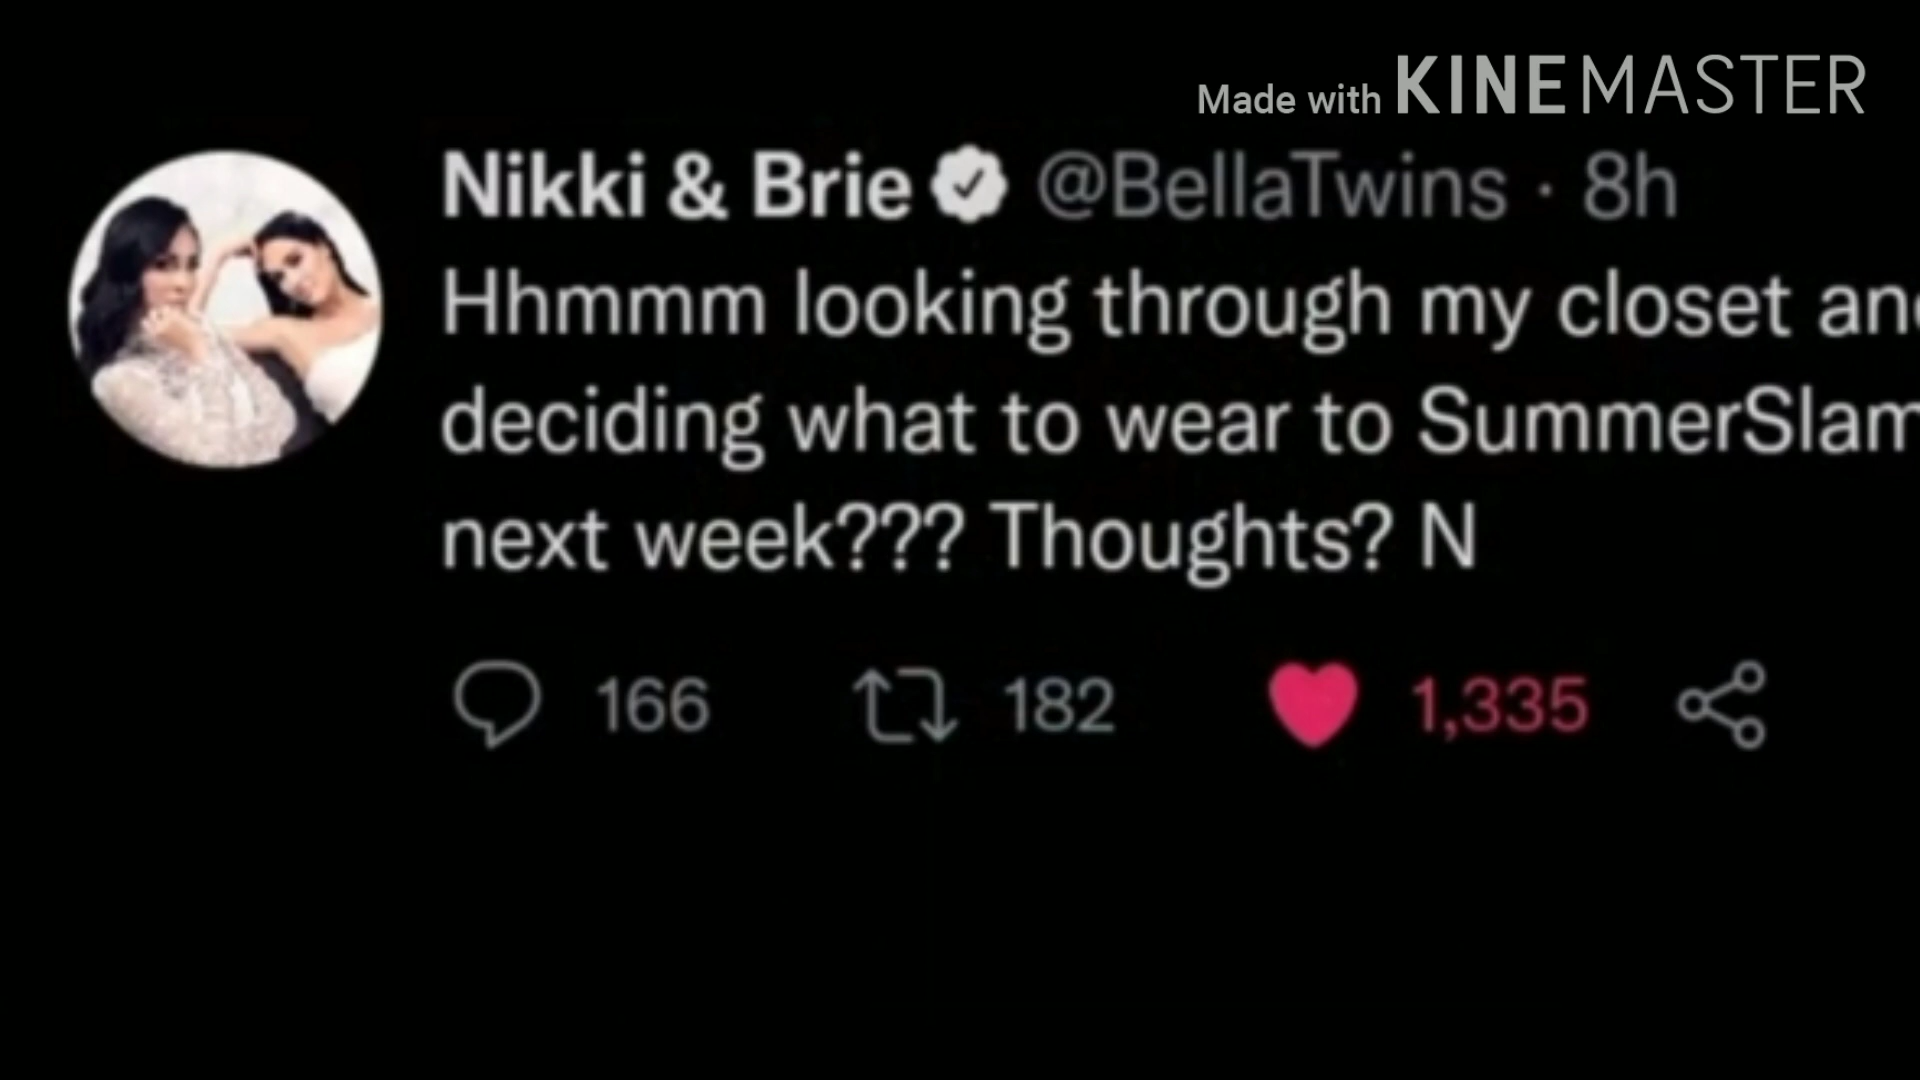 Made with KINEMASTER
Nikki & Brie @BellaTwins · 8h
Hhmmm looking through my closet an
deciding what to wear to SummerSlam
next week??? Thoughts? N
166 182 1,335